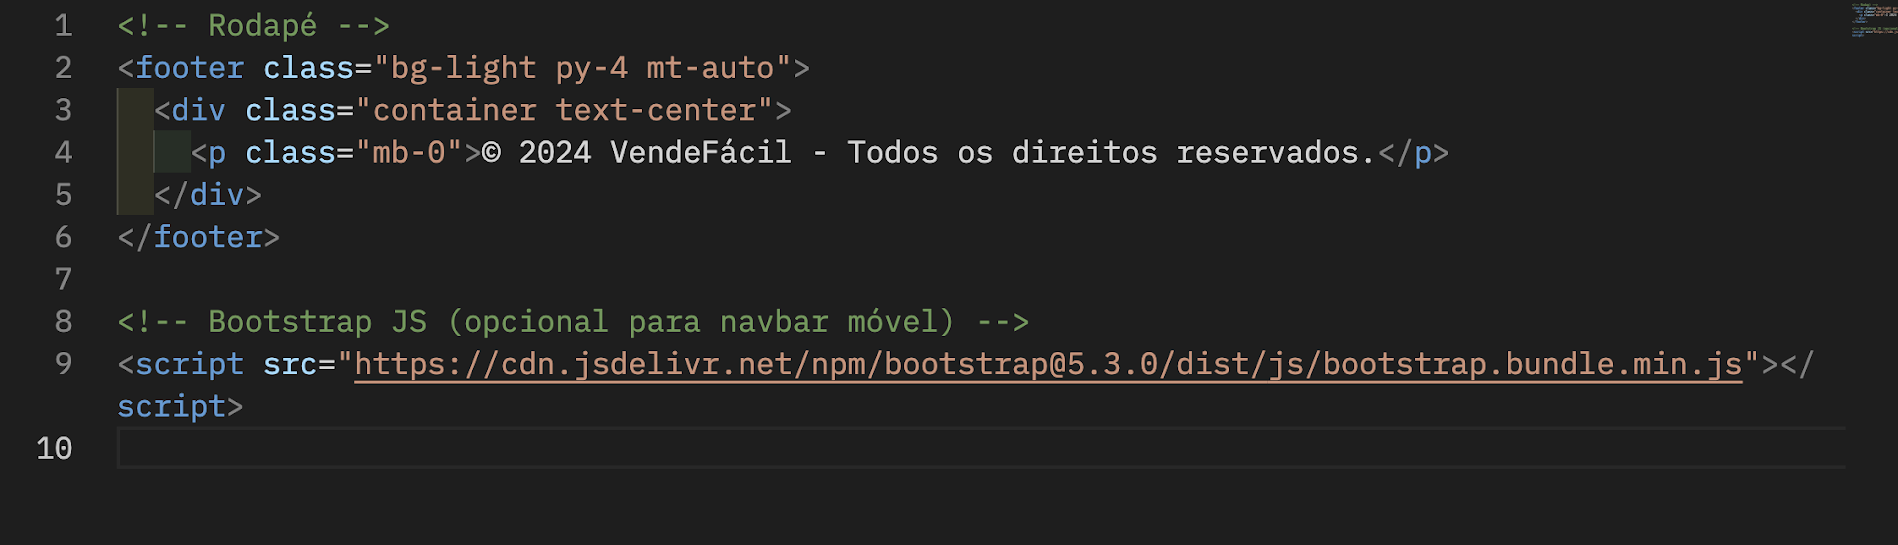 1 <!-- Rodapé -->
2 <footer class="bg-light py-4 mt-auto">
3   <div class="container text-center">
4     <p class="mb-0">© 2024 VendeFácil - Todos os direitos reservados.</p>
5   </div>
6 </footer>
7
8 <!-- Bootstrap JS (opcional para navbar móvel) -->
9 <script src="https://cdn.jsdelivr.net/npm/bootstrap@5.3.0/dist/js/bootstrap.bundle.min.js"></
script>
10